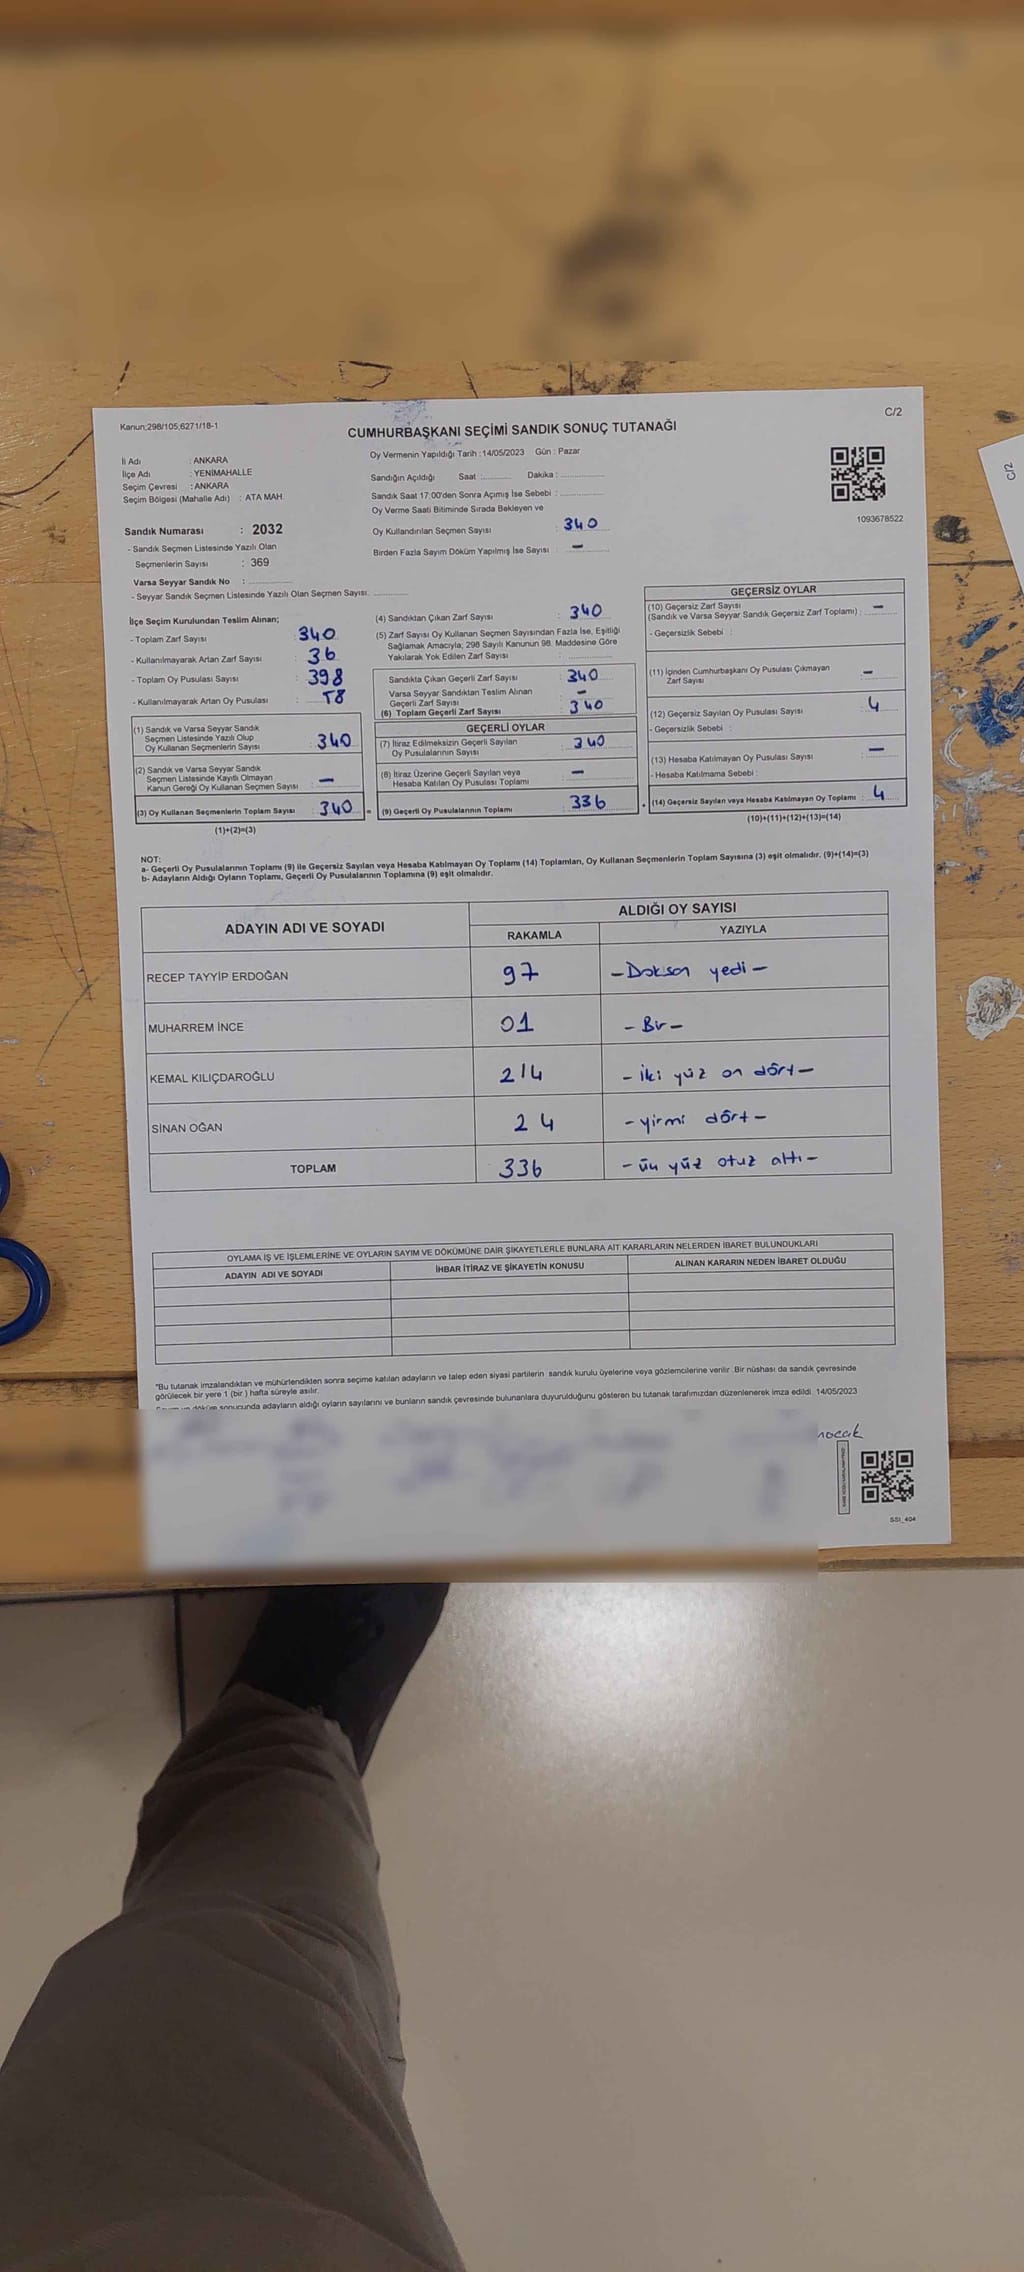 Kanun;298/105;6271/18-1
C/2
CUMHURBAŞKANI SEÇİMİ SANDIK SONUÇ TUTANAĞI
İl Adı : ANKARA
İlçe Adı : YENİMAHALLE
Seçim Çevresi : ANKARA
Seçim Bölgesi (Mahalle Adı) : ATA MAH.
Sandık Numarası : 2032
- Sandık Seçmen Listesinde Yazılı Olan
Seçmenlerin Sayısı : 369
Varsa Seyyar Sandık No :
- Seyyar Sandık Seçmen Listesinde Yazılı Olan Seçmen Sayısı:
Oy Vermenin Yapıldığı Tarih :14/05/2023 Gün : Pazar
Sandığın Açıldığı Saat : Dakika :
Sandık Saat 17:00'den Sonra Açımış İse Sebebi :
Oy Verme Saati Bitiminde Sırada Bekleyen ve
Oy Kullandırılan Seçmen Sayısı : 340
Birden Fazla Sayım Döküm Yapılmış İse Sayısı : -
1093678522
İlçe Seçim Kurulundan Teslim Alınan;
- Toplam Zarf Sayısı : 340
- Kullanılmayarak Artan Zarf Sayısı : 36
- Toplam Oy Pusulası Sayısı : 398
- Kullanılmayarak Artan Oy Pusulası : 58
(1) Sandık ve Varsa Seyyar Sandık
Seçmen Listesinde Yazılı Olup
Oy Kullanan Seçmenlerin Sayısı : 340
(2) Sandık ve Varsa Seyyar Sandık
Seçmen Listesinde Kayıtlı Olmayan
Kanun Gereği Oy Kullanan Seçmen Sayısı : -
(3) Oy Kullanan Seçmenlerin Toplam Sayısı : 340
(1)+(2)=(3)
(4) Sandıktan Çıkan Zarf Sayısı : 340
(5) Zarf Sayısı Oy Kullanan Seçmen Sayısından Fazla İse, Eşitliği
Sağlamak Amacıyla; 298 Sayılı Kanunun 98. Maddesine Göre
Yakılarak Yok Edilen Zarf Sayısı :
Sandıkta Çıkan Geçerli Zarf Sayısı : 340
Varsa Seyyar Sandıktan Teslim Alınan
Geçerli Zarf Sayısı : -
(6) Toplam Geçerli Zarf Sayısı : 340
GEÇERLİ OYLAR
(7) İtiraz Edilmeksizin Geçerli Sayılan
Oy Pusulalarının Sayısı : 340
(8) İtiraz Üzerine Geçerli Sayılan veya
Hesaba Katılan Oy Pusulası Toplamı : -
= (9) Geçerli Oy Pusulalarının Toplamı : 336
GEÇERSİZ OYLAR
(10) Geçersiz Zarf Sayısı
(Sandık ve Varsa Seyyar Sandık Geçersiz Zarf Toplamı) : -
- Geçersizlik Sebebi :
(11) İçinden Cumhurbaşkanı Oy Pusulası Çıkmayan
Zarf Sayısı : -
(12) Geçersiz Sayılan Oy Pusulası Sayısı : 4
- Geçersizlik Sebebi :
(13) Hesaba Katılmayan Oy Pusulası Sayısı : -
- Hesaba Katılmama Sebebi :
+ (14) Geçersiz Sayılan veya Hesaba Katılmayan Oy Toplamı : 4
(10)+(11)+(12)+(13)=(14)
NOT:
a- Geçerli Oy Pusulalarının Toplamı (9) ile Geçersiz Sayılan veya Hesaba Katılmayan Oy Toplamı (14) Toplamları, Oy Kullanan Seçmenlerin Toplam Sayısına (3) eşit olmalıdır. (9)+(14)=(3)
b- Adayların Aldığı Oyların Toplamı, Geçerli Oy Pusulalarının Toplamına (9) eşit olmalıdır.
ADAYIN ADI VE SOYADI ALDIĞI OY SAYISI
RAKAMLA YAZIYLA
RECEP TAYYİP ERDOĞAN 97 -Doksan yedi-
MUHARREM İNCE 01 -Bir-
KEMAL KILIÇDAROĞLU 214 -iki yüz on dört-
SİNAN OĞAN 24 -yirmi dört-
TOPLAM 336 -üç yüz otuz altı-
OYLAMA İŞ VE İŞLEMLERİNE VE OYLARIN SAYIM VE DÖKÜMÜNE DAİR ŞİKAYETLERLE BUNLARA AİT KARARLARIN NELERDEN İBARET BULUNDUKLARI
ADAYIN ADI VE SOYADI İHBAR İTİRAZ VE ŞİKAYETİN KONUSU ALINAN KARARIN NEDEN İBARET OLDUĞU
"Bu tutanak imzalandıktan ve mühürlendikten sonra seçime katılan adayların ve talep eden siyasi partilerin sandık kurulu üyelerine veya gözlemcilerine verilir. Bir nüshası da sandık çevresinde
görülecek bir yere 1 (bir ) hafta süreyle asılır.
sonucunda adayların aldığı oyların sayılarını ve bunların sandık çevresinde bulunanlara duyurulduğunu gösteren bu tutanak tarafımızdan düzenlenerek imza edildi. 14/05/2023
SSI_404
C/2